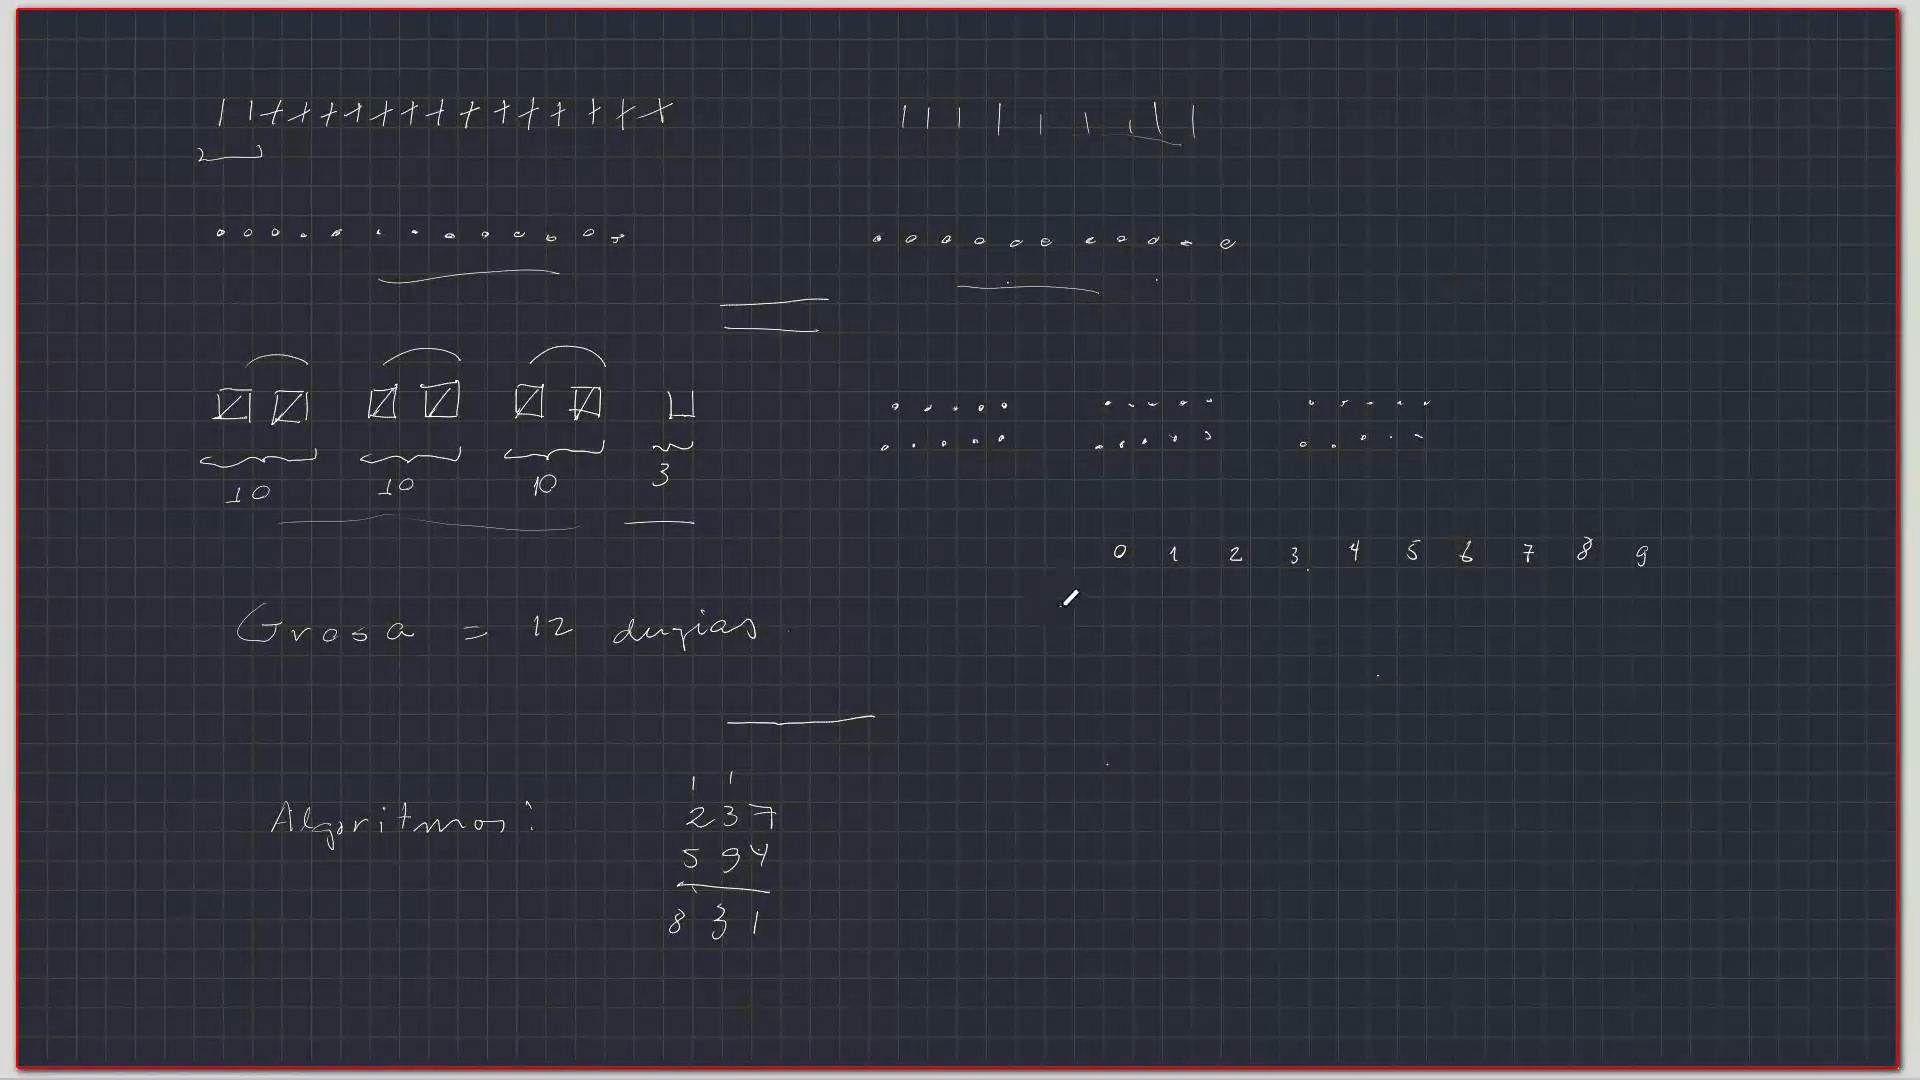 10 10 10 3
0 1 2 3 4 5 6 7 8 9
Grosa = 12 dugias
1 1
Algoritmos: 237
594
831